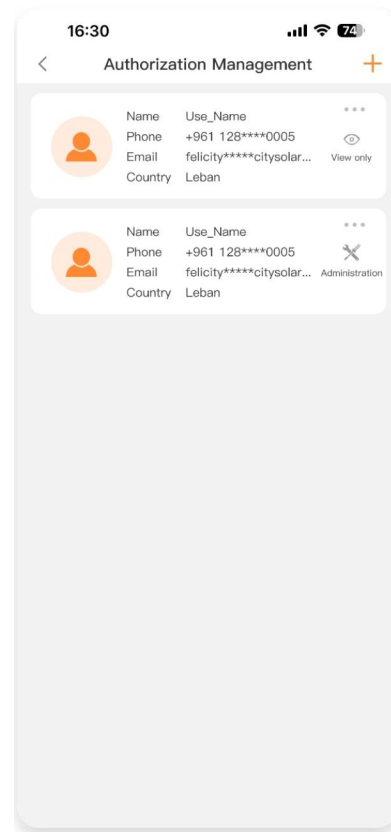 16:30 74
Authorization Management
Name Use_Name
Phone +961 128****0005
Email felicity*****citysolar...
Country Leban
View only
Name Use_Name
Phone +961 128****0005
Email felicity*****citysolar...
Country Leban
Administration